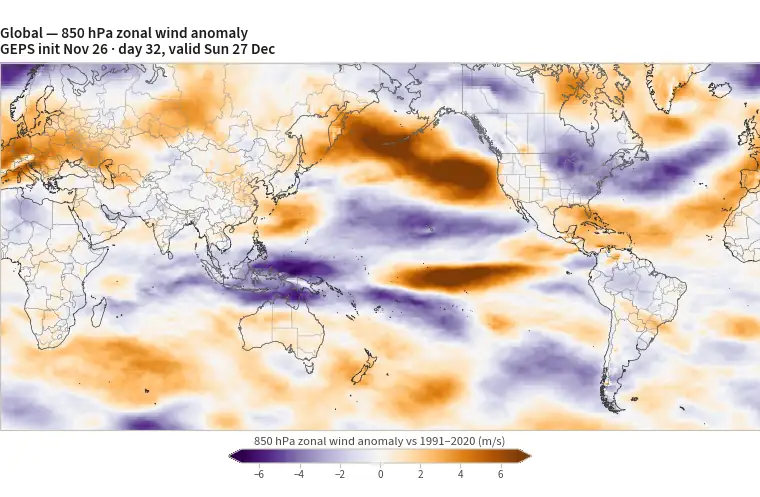 Global — 850 hPa zonal wind anomaly
GEPS init Nov 26 · day 32, valid Sun 27 Dec
850 hPa zonal wind anomaly vs 1991–2020 (m/s)
−6 −4 −2 0 2 4 6